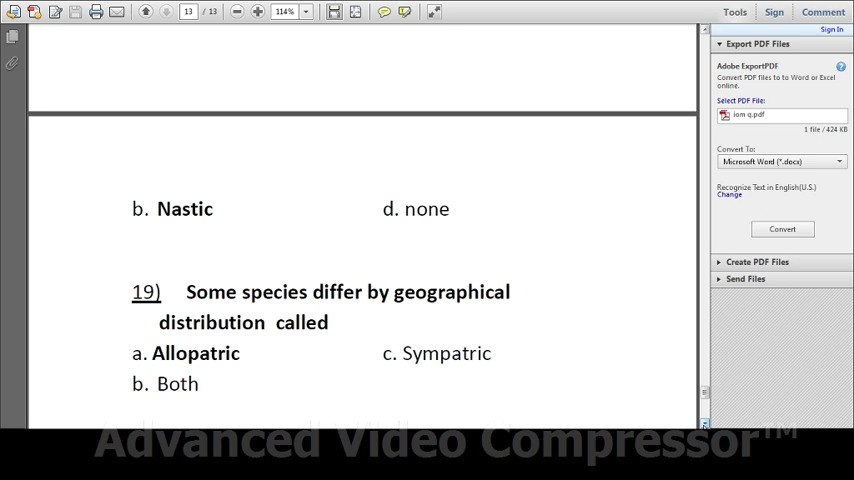 13 / 13
114%
Tools
Sign
Comment
Sign In
Export PDF Files
Adobe ExportPDF
Convert PDF files to to Word or Excel
online.
Select PDF File:
iom q.pdf
1 file / 424 KB
Convert To:
Microsoft Word (*.docx)
Recognize Text in English(U.S.)
Change
Convert
Create PDF Files
Send Files
b. Nastic d. none
19) Some species differ by geographical
distribution called
a. Allopatric c. Sympatric
b. Both
Advanced Video Compressor™